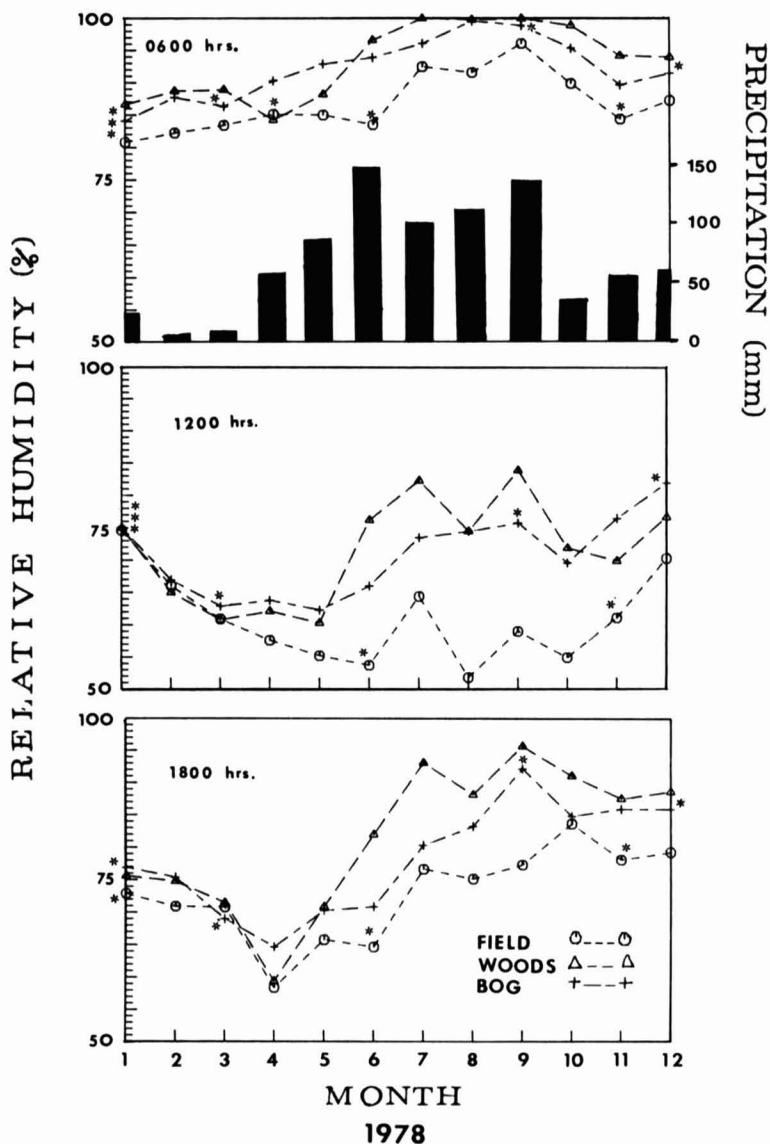 RELATIVE HUMIDITY (%)
100
75
50
0600 hrs.
150
100
50
0
PRECIPITATION (mm)
100
75
50
1200 hrs.
100
75
50
1800 hrs.
FIELD
WOODS
BOG
1 2 3 4 5 6 7 8 9 10 11 12
MONTH
1978